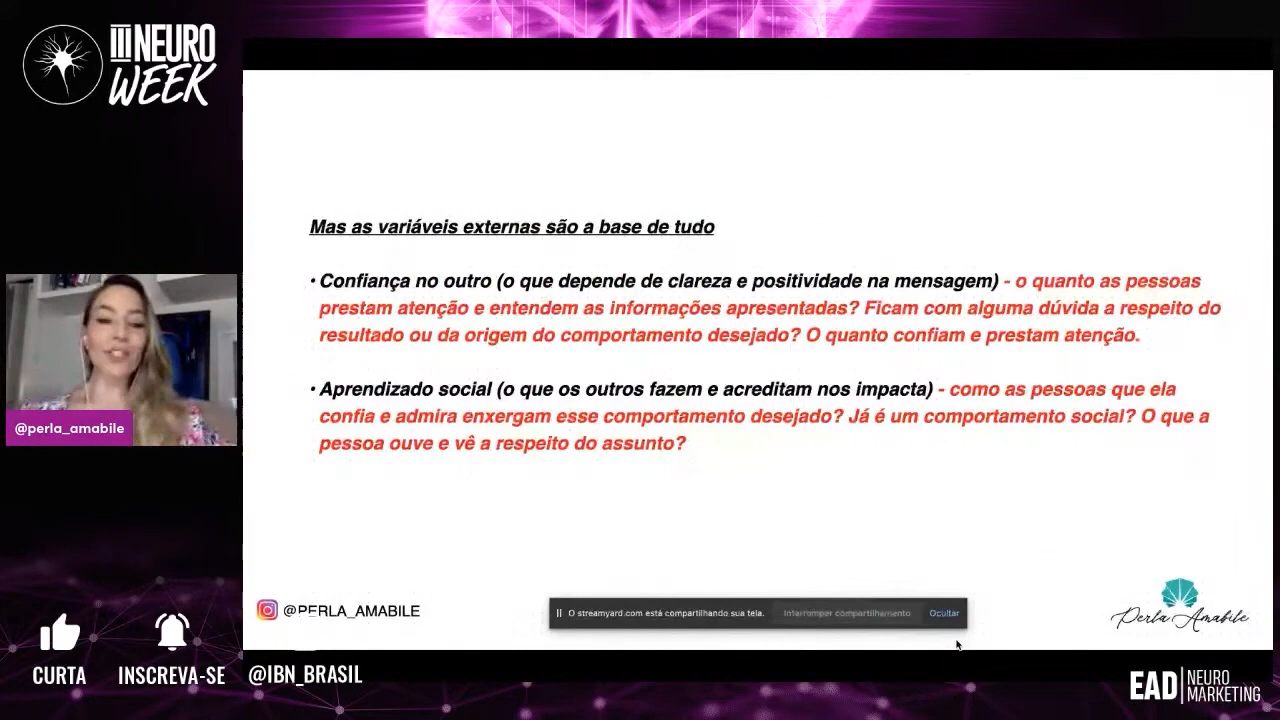 III NEURO
WEEK
Mas as variáveis externas são a base de tudo
• Confiança no outro (o que depende de clareza e positividade na mensagem) - o quanto as pessoas
prestam atenção e entendem as informações apresentadas? Ficam com alguma dúvida a respeito do
resultado ou da origem do comportamento desejado? O quanto confiam e prestam atenção.
• Aprendizado social (o que os outros fazem e acreditam nos impacta) - como as pessoas que ela
confia e admira enxergam esse comportamento desejado? Já é um comportamento social? O que a
pessoa ouve e vê a respeito do assunto?
@perla_amabile
@PERLA_AMABILE
O streamyard.com está compartilhando sua tela.
Interromper compartilhamento
Ocultar
Perla Amabile
CURTA
INSCREVA-SE
@IBN_BRASIL
EAD NEURO
MARKETING